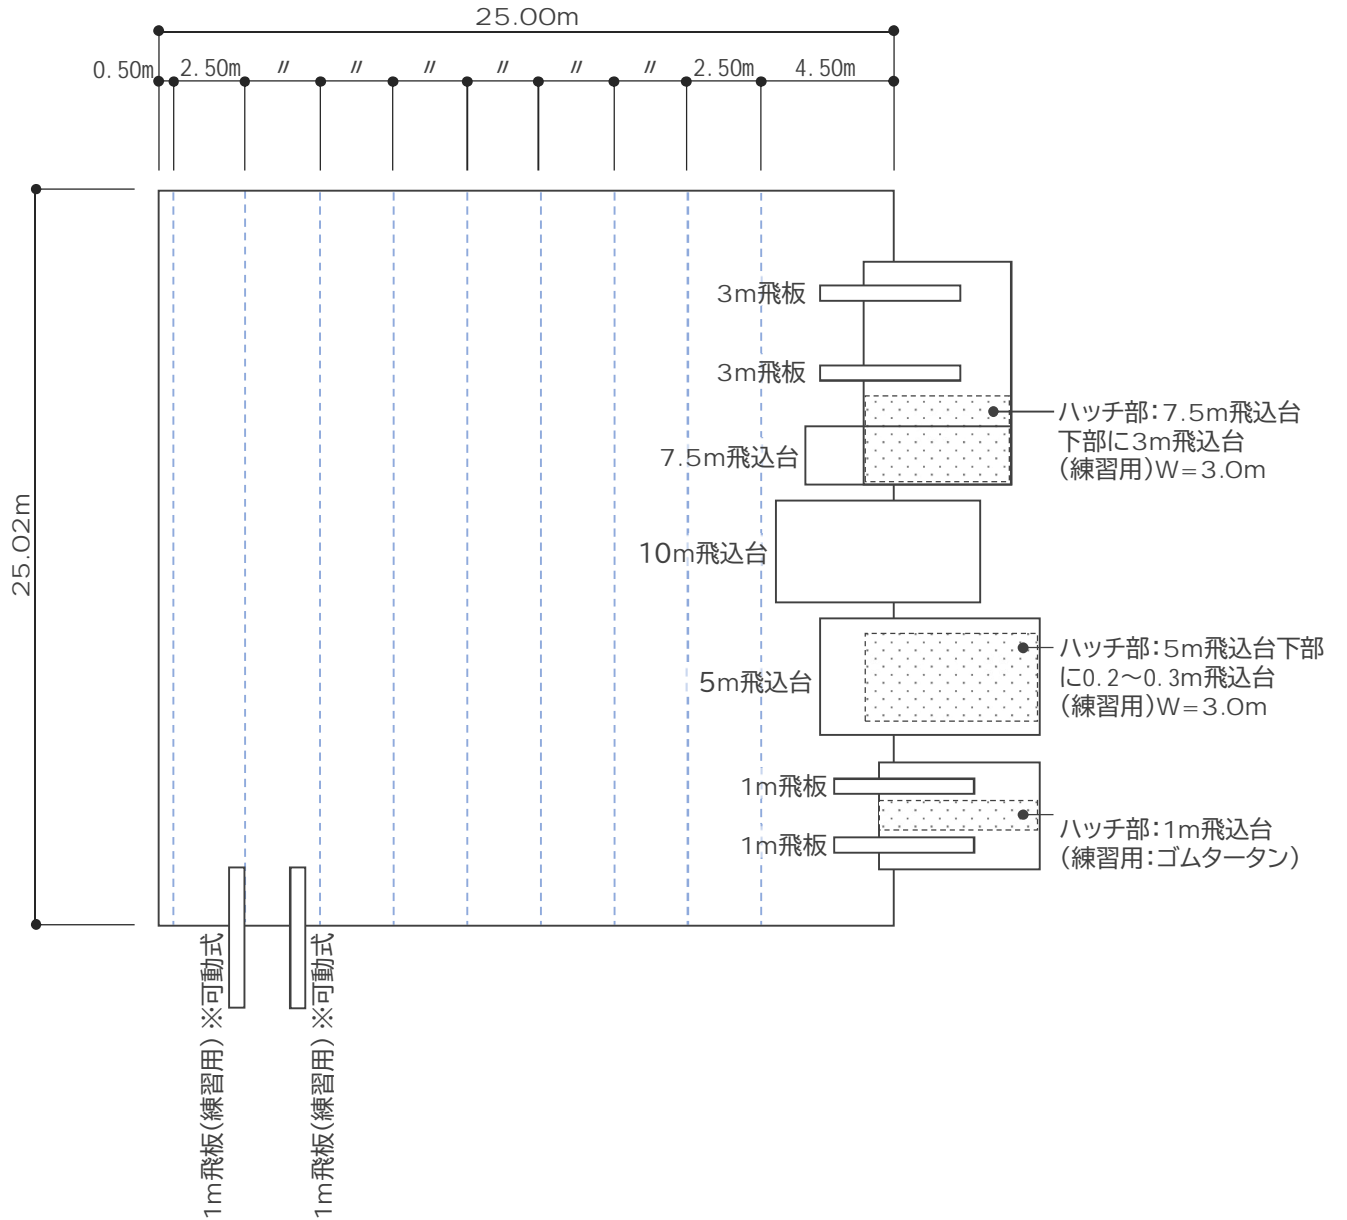 25.00m
0.50m 2.50m 〃 〃 〃 〃 〃 〃 2.50m 4.50m
25.02m
3m飛板
3m飛板
ハッチ部：7.5m飛込台
下部に3m飛込台
（練習用）W=3.0m
7.5m飛込台
10m飛込台
ハッチ部：5m飛込台下部
に0.2～0.3m飛込台
（練習用）W=3.0m
5m飛込台
1m飛板
ハッチ部：1m飛込台
（練習用：ゴムタータン）
1m飛板
1m飛板（練習用）※可動式
1m飛板（練習用）※可動式